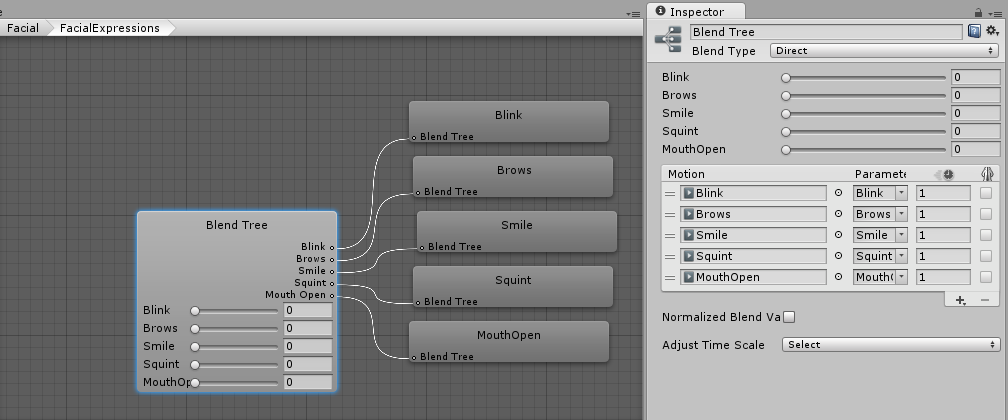 Facial FacialExpressions
Blink
Blend Tree
Brows
Blend Tree
Smile
Blend Tree
Squint
Blend Tree
MouthOpen
Blend Tree
Blend Tree
Blink
Brows
Smile
Squint
Mouth Open
Blink 0
Brows 0
Smile 0
Squint 0
MouthOp 0
Inspector
Blend Tree
Blend Type Direct
Blink 0
Brows 0
Smile 0
Squint 0
MouthOpen 0
Motion Paramete
Blink Blink 1
Brows Brows 1
Smile Smile 1
Squint Squint 1
MouthOpen Mouth( 1
Normalized Blend Va
Adjust Time Scale Select